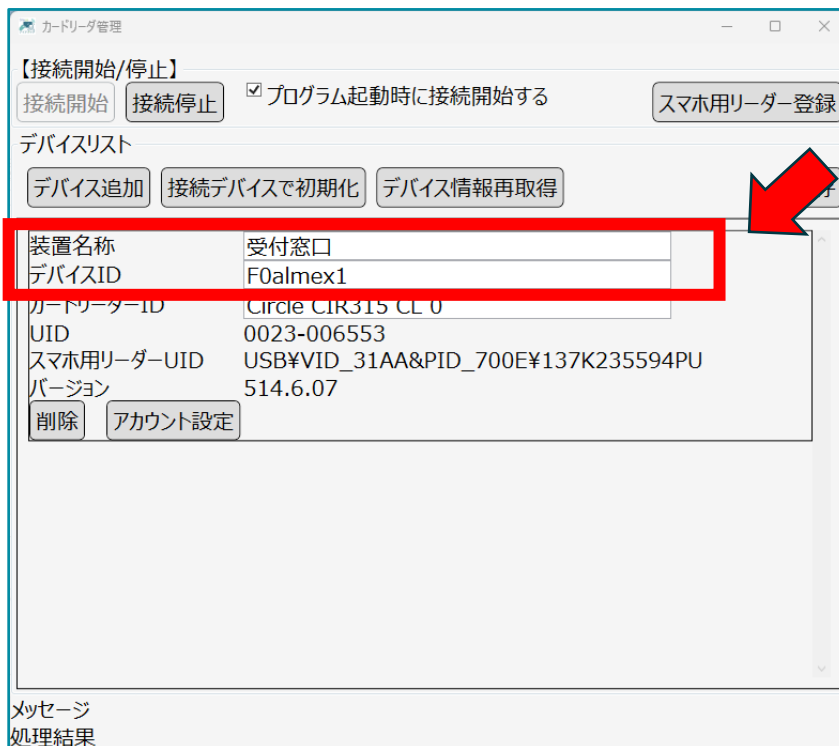 カードリーダ管理
【接続開始/停止】
接続開始 接続停止 プログラム起動時に接続開始する スマホ用リーダー登録
デバイスリスト
デバイス追加 接続デバイスで初期化 デバイス情報再取得
装置名称 受付窓口
デバイスID F0almex1
カードリーダーID Circle CIR315 CL 0
UID 0023-006553
スマホ用リーダーUID USB¥VID_31AA&PID_700E¥137K235594PU
バージョン 514.6.07
削除 アカウント設定
メッセージ
処理結果